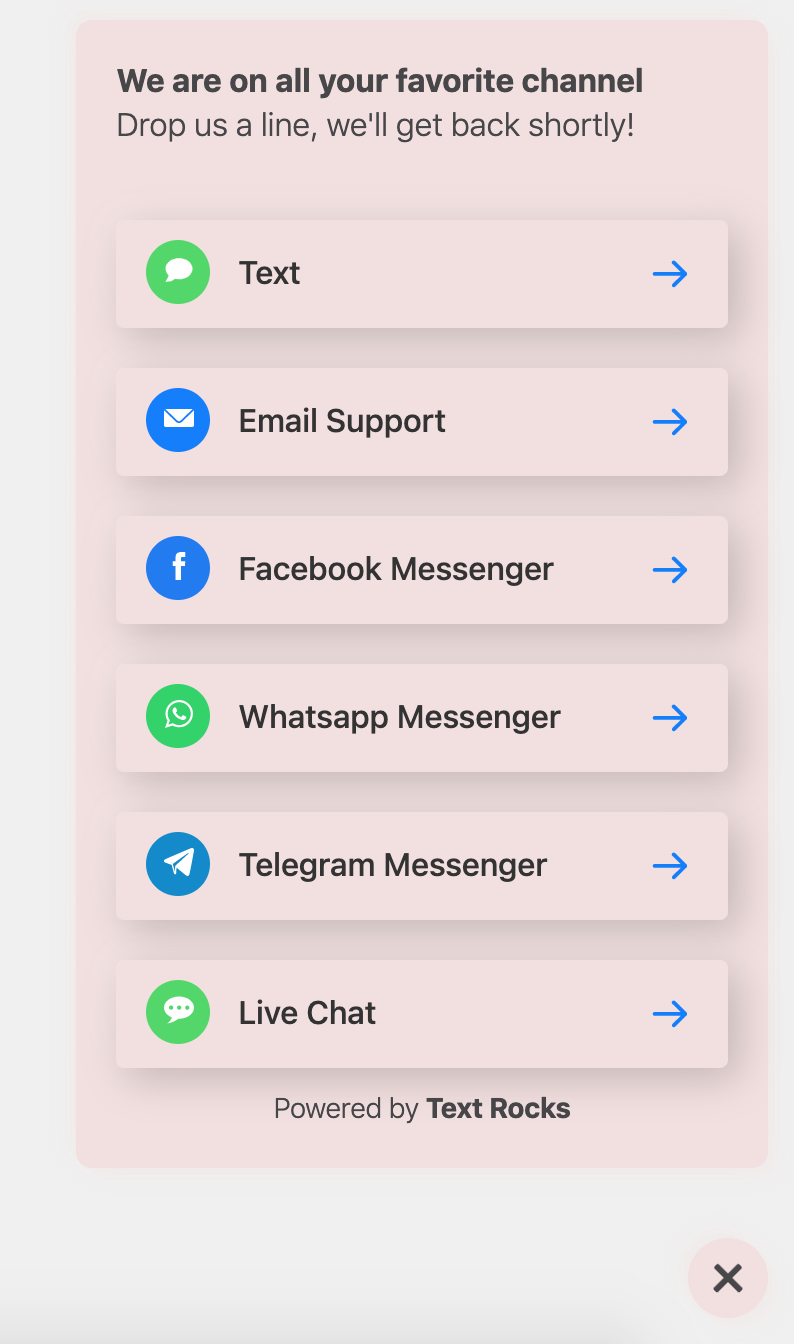 We are on all your favorite channel
Drop us a line, we'll get back shortly!
Text
Email Support
Facebook Messenger
Whatsapp Messenger
Telegram Messenger
Live Chat
Powered by Text Rocks